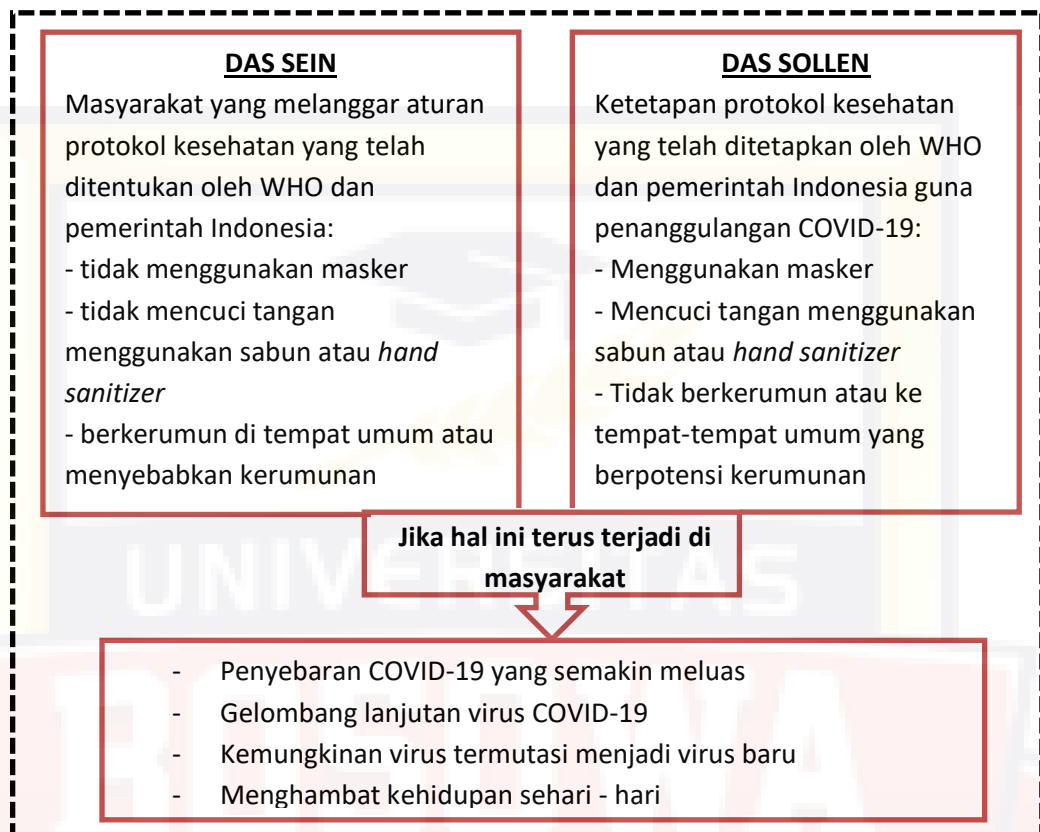 DAS SEIN
Masyarakat yang melanggar aturan
protokol kesehatan yang telah
ditentukan oleh WHO dan
pemerintah Indonesia:
- tidak menggunakan masker
- tidak mencuci tangan
menggunakan sabun atau hand
sanitizer
- berkerumun di tempat umum atau
menyebabkan kerumunan
DAS SOLLEN
Ketetapan protokol kesehatan
yang telah ditetapkan oleh WHO
dan pemerintah Indonesia guna
penanggulangan COVID-19:
- Menggunakan masker
- Mencuci tangan menggunakan
sabun atau hand sanitizer
- Tidak berkerumun atau ke
tempat-tempat umum yang
berpotensi kerumunan
Jika hal ini terus terjadi di
masyarakat
- Penyebaran COVID-19 yang semakin meluas
- Gelombang lanjutan virus COVID-19
- Kemungkinan virus termutasi menjadi virus baru
- Menghambat kehidupan sehari - hari
UNIVERSITAS
BOSOWA